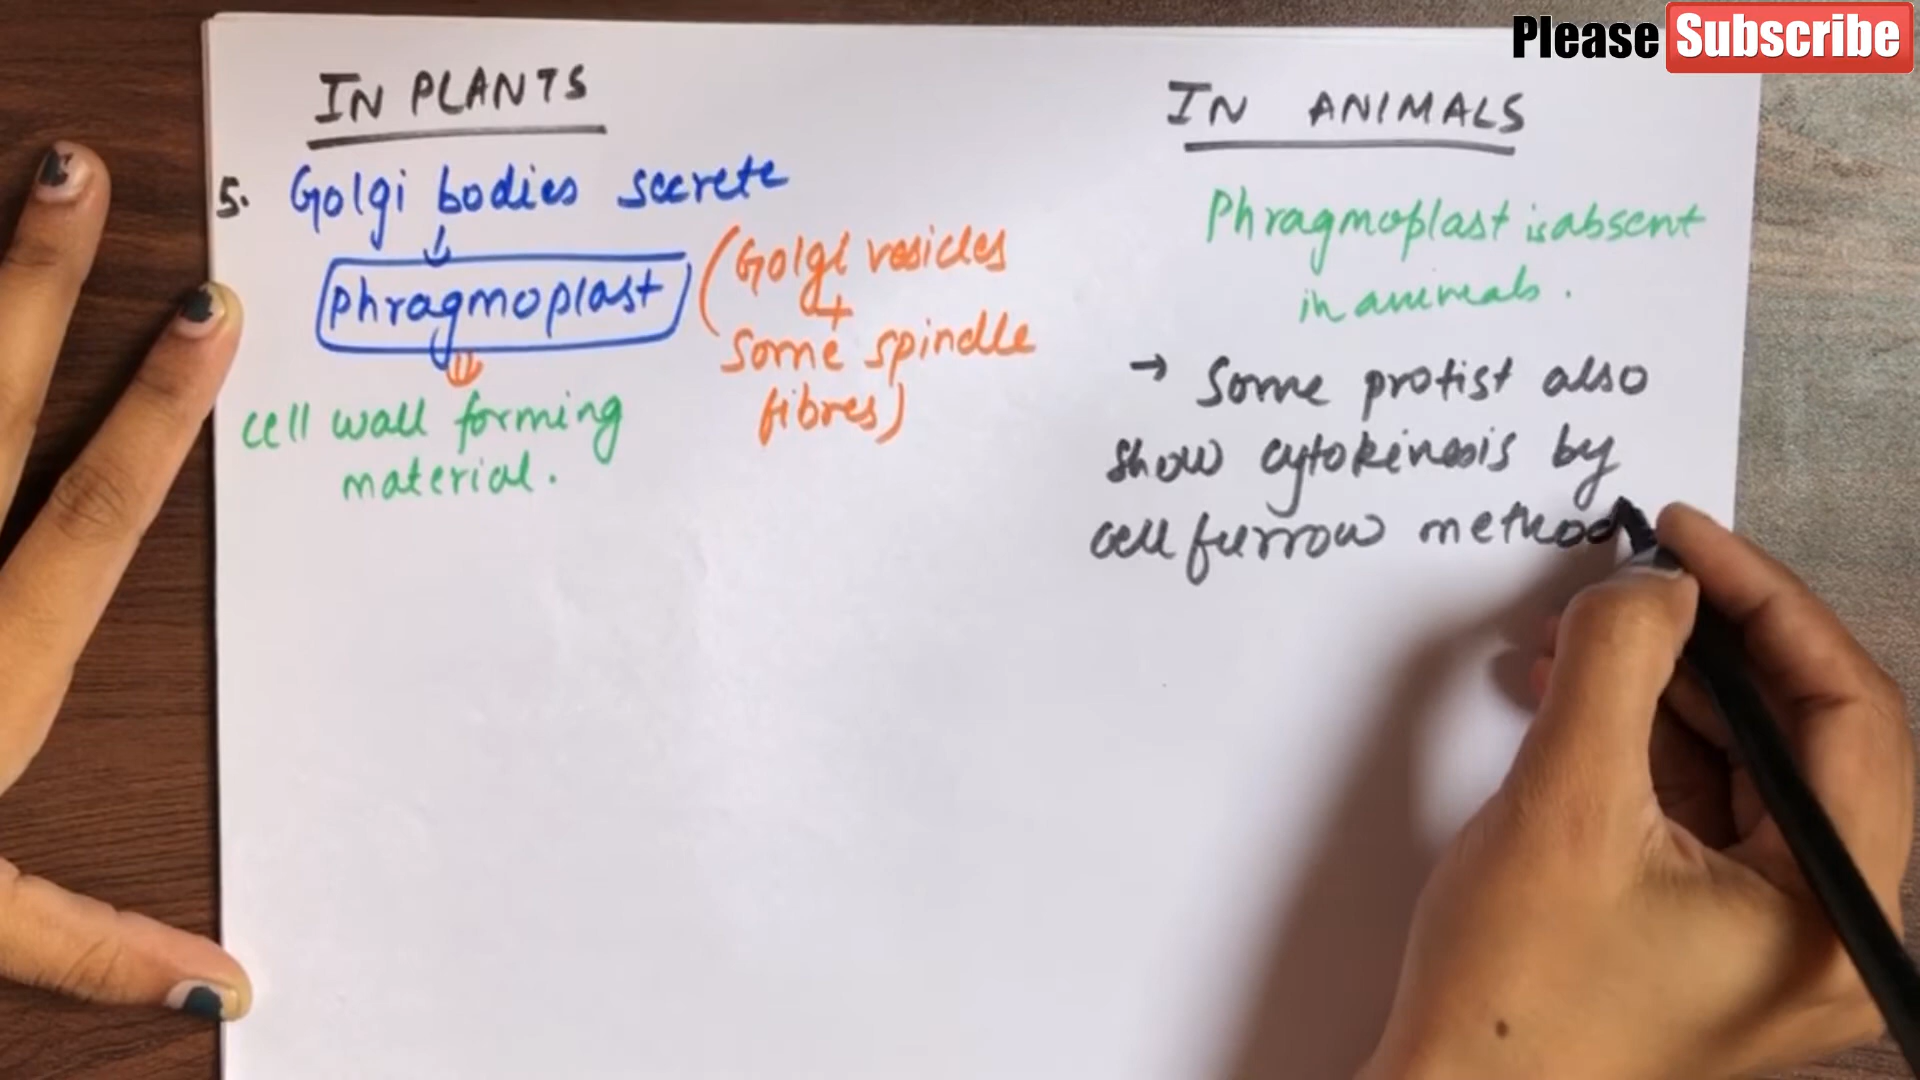 Please Subscribe
IN PLANTS
5. Golgi bodies secrete
phragmoplast
(Golgi vesicles
+
some spindle
fibres)
cell wall forming
material.
IN ANIMALS
Phragmoplast is absent
in animals.
→ Some protist also
show cytokinesis by
cell furrow method